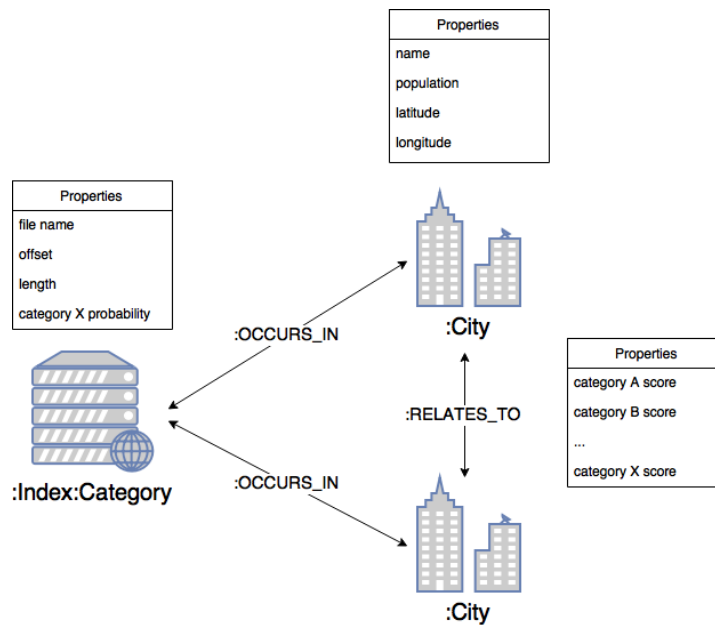 Properties
name
population
latitude
longitude
Properties
file name
offset
length
category X probability
:OCCURS_IN
:City
:RELATES_TO
Properties
category A score
category B score
...
category X score
:Index:Category
:OCCURS_IN
:City